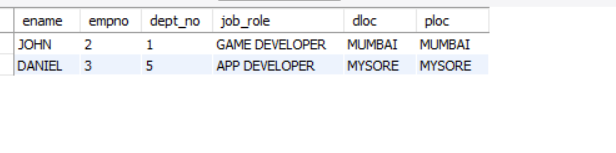 ename empno dept_no job_role dloc ploc
JOHN 2 1 GAME DEVELOPER MUMBAI MUMBAI
DANIEL 3 5 APP DEVELOPER MYSORE MYSORE